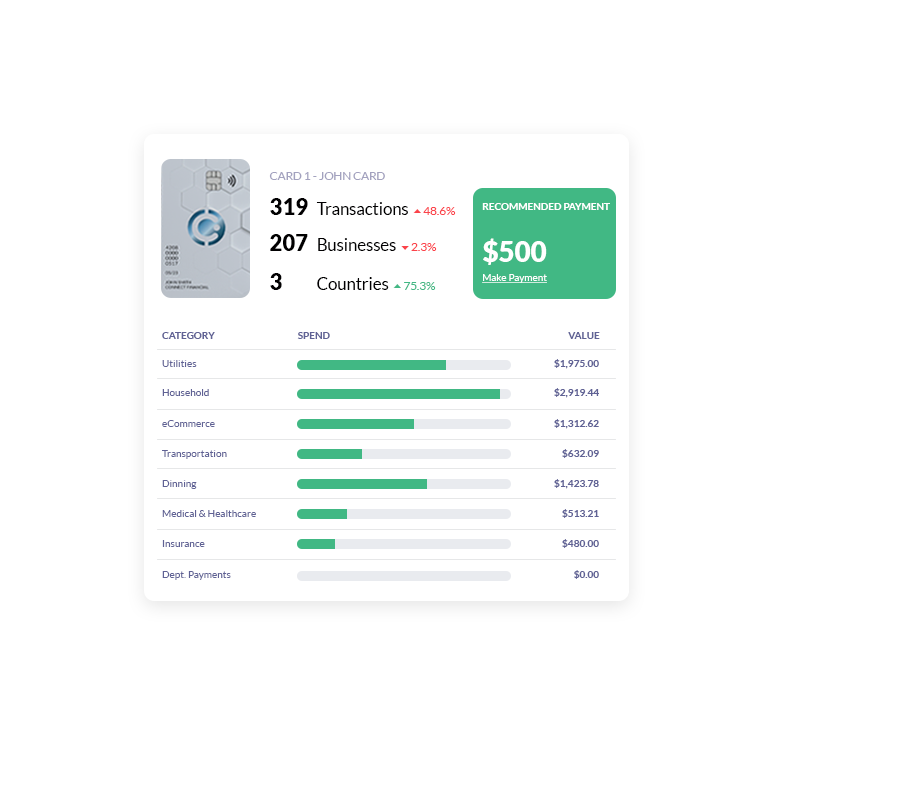 CARD 1 - JOHN CARD
319 Transactions 48.6%
207 Businesses 2.3%
3 Countries 75.3%
RECOMMENDED PAYMENT
$500
Make Payment
4206
0000
0000
0517
05/23
JOHN SMITH
CONNECT FINANCIAL
CATEGORY SPEND VALUE
Utilities $1,975.00
Household $2,919.44
eCommerce $1,312.62
Transportation $632.09
Dinning $1,423.78
Medical & Healthcare $513.21
Insurance $480.00
Dept. Payments $0.00